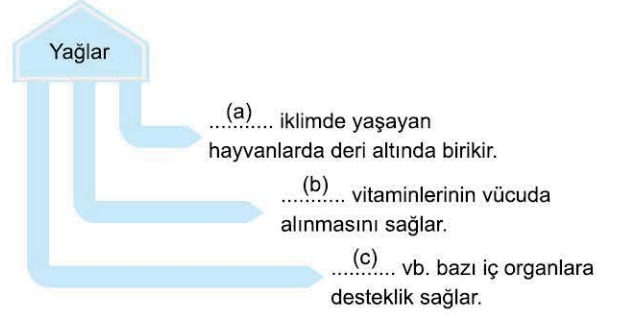 Yağlar
(a)
........... iklimde yaşayan
hayvanlarda deri altında birikir.
(b)
........... vitaminlerinin vücuda
alınmasını sağlar.
(c)
........... vb. bazı iç organlara
desteklik sağlar.